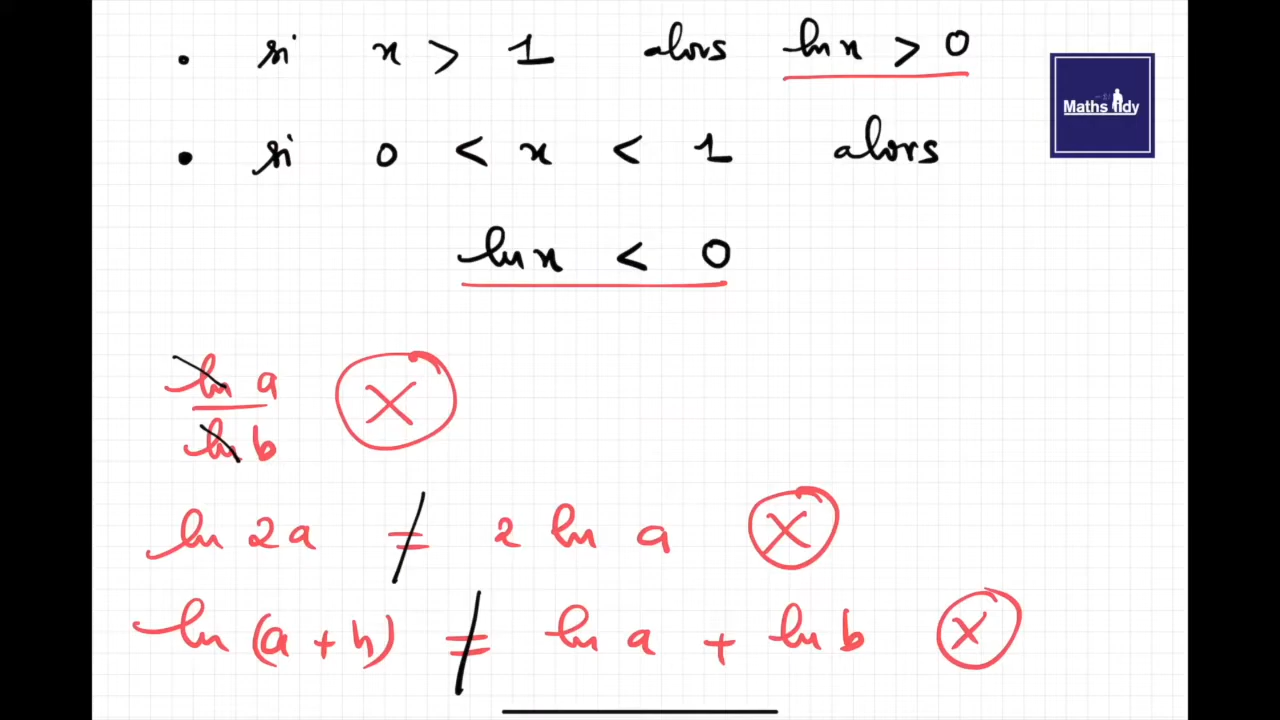 • si x > 1 alors ln x > 0
Maths Andy
• si 0 < x < 1 alors
ln x < 0
ln a / ln b X
ln 2a ≠ 2 ln a X
ln (a + h) ≠ ln a + ln b X